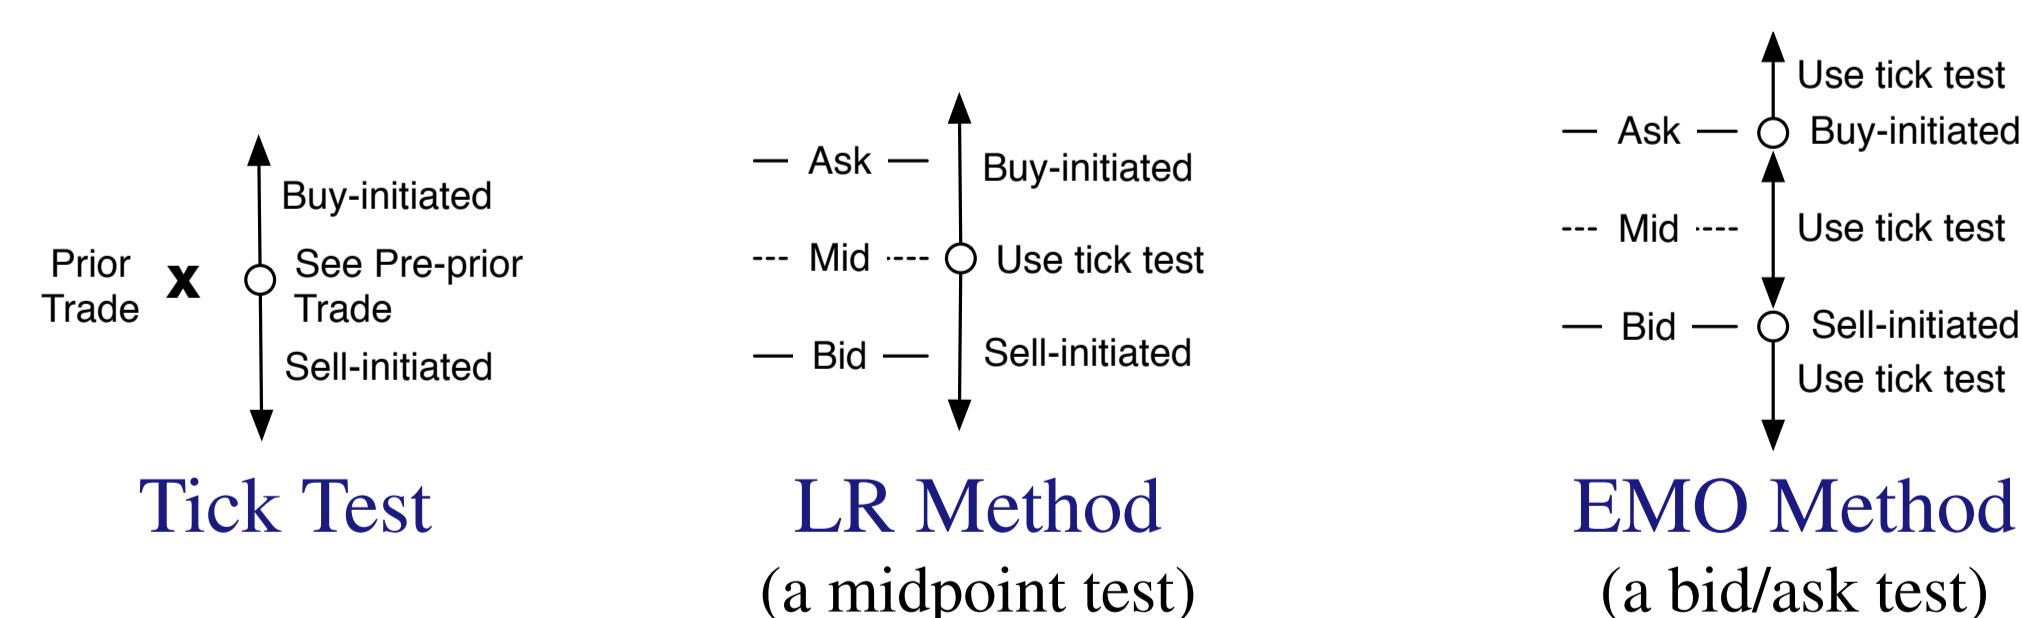 Buy-initiated
Prior
Trade
x
See Pre-prior
Trade
Sell-initiated
Tick Test
Ask
Buy-initiated
Mid
Use tick test
Bid
Sell-initiated
LR Method
(a midpoint test)
Use tick test
Ask
Buy-initiated
Mid
Use tick test
Bid
Sell-initiated
Use tick test
EMO Method
(a bid/ask test)